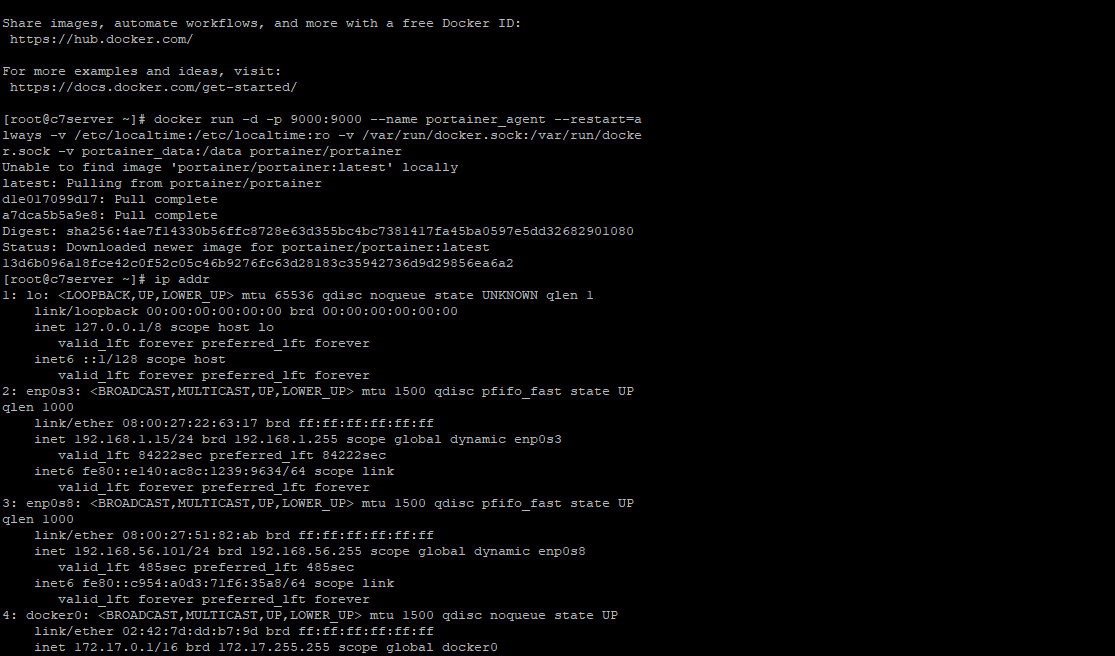 Share images, automate workflows, and more with a free Docker ID:
 https://hub.docker.com/

For more examples and ideas, visit:
 https://docs.docker.com/get-started/

[root@c7server ~]# docker run -d -p 9000:9000 --name portainer_agent --restart=a
lways -v /etc/localtime:/etc/localtime:ro -v /var/run/docker.sock:/var/run/docke
r.sock -v portainer_data:/data portainer/portainer
Unable to find image 'portainer/portainer:latest' locally
latest: Pulling from portainer/portainer
d1e017099d17: Pull complete
a7dca5b5a9e8: Pull complete
Digest: sha256:4ae7f14330b56ffc8728e63d355bc4bc7381417fa45ba0597e5dd32682901080
Status: Downloaded newer image for portainer/portainer:latest
13d6b096a18fce42c0f52c05c46b9276fc63d28183c35942736d9d29856ea6a2
[root@c7server ~]# ip addr
1: lo: <LOOPBACK,UP,LOWER_UP> mtu 65536 qdisc noqueue state UNKNOWN qlen 1
    link/loopback 00:00:00:00:00:00 brd 00:00:00:00:00:00
    inet 127.0.0.1/8 scope host lo
       valid_lft forever preferred_lft forever
    inet6 ::1/128 scope host
       valid_lft forever preferred_lft forever
2: enp0s3: <BROADCAST,MULTICAST,UP,LOWER_UP> mtu 1500 qdisc pfifo_fast state UP
qlen 1000
    link/ether 08:00:27:22:63:17 brd ff:ff:ff:ff:ff:ff
    inet 192.168.1.15/24 brd 192.168.1.255 scope global dynamic enp0s3
       valid_lft 84222sec preferred_lft 84222sec
    inet6 fe80::e140:ac8c:1239:9634/64 scope link
       valid_lft forever preferred_lft forever
3: enp0s8: <BROADCAST,MULTICAST,UP,LOWER_UP> mtu 1500 qdisc pfifo_fast state UP
qlen 1000
    link/ether 08:00:27:51:82:ab brd ff:ff:ff:ff:ff:ff
    inet 192.168.56.101/24 brd 192.168.56.255 scope global dynamic enp0s8
       valid_lft 485sec preferred_lft 485sec
    inet6 fe80::c954:a0d3:71f6:35a8/64 scope link
       valid_lft forever preferred_lft forever
4: docker0: <BROADCAST,MULTICAST,UP,LOWER_UP> mtu 1500 qdisc noqueue state UP
    link/ether 02:42:7d:dd:b7:9d brd ff:ff:ff:ff:ff:ff
    inet 172.17.0.1/16 brd 172.17.255.255 scope global docker0